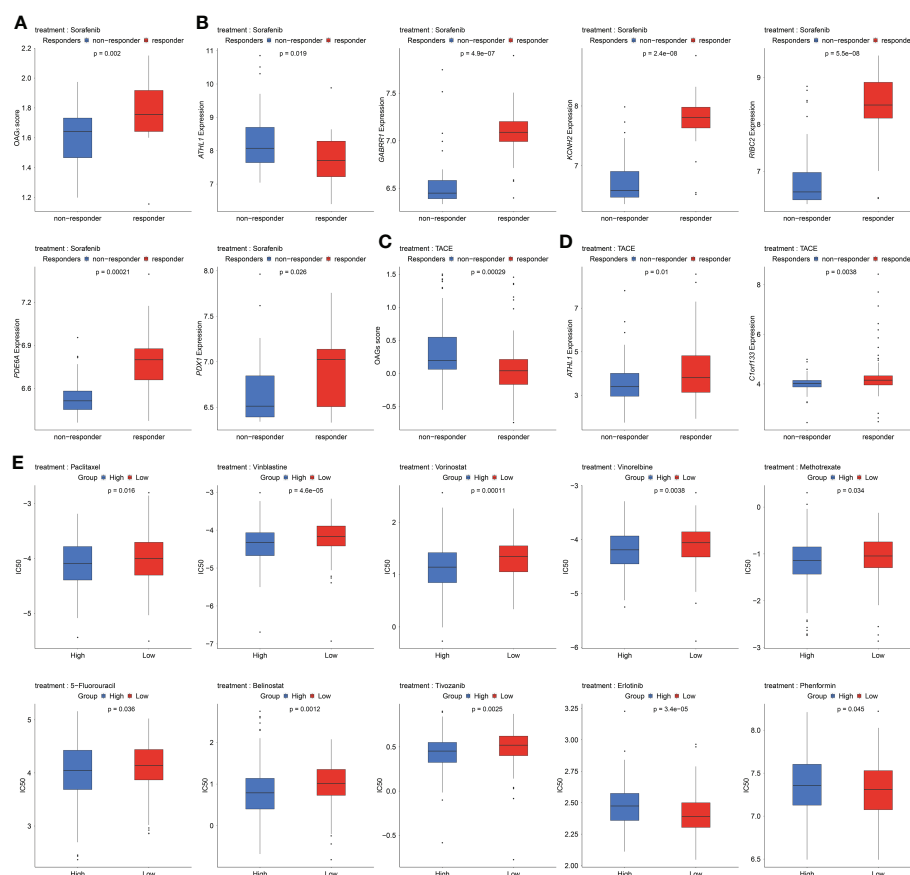 A
treatment : Sorafenib
Responders non-responder responder
p = 0.002
OAGs score
2.2
2.0
1.8
1.6
1.4
1.2
non-responder responder
B
treatment : Sorafenib
Responders non-responder responder
p = 0.019
ATHL1 Expression
11
10
9
8
7
non-responder responder
treatment : Sorafenib
Responders non-responder responder
p = 4.9e-07
GABRR1 Expression
7.5
7.0
6.5
non-responder responder
treatment : Sorafenib
Responders non-responder responder
p = 2.4e-08
KCNH2 Expression
8
7
non-responder responder
treatment : Sorafenib
Responders non-responder responder
p = 5.5e-08
RIBC2 Expression
9
8
7
non-responder responder
treatment : Sorafenib
Responders non-responder responder
p = 0.00021
PDE6A Expression
7.2
6.9
6.6
non-responder responder
treatment : Sorafenib
Responders non-responder responder
p = 0.026
PDX1 Expression
8.0
7.5
7.0
6.5
non-responder responder
C
treatment : TACE
Responders non-responder responder
p = 0.00029
OAGs score
1.5
1.0
0.5
0.0
−0.5
non-responder responder
D
treatment : TACE
Responders non-responder responder
p = 0.01
ATHL1 Expression
7
5
3
non-responder responder
treatment : TACE
Responders non-responder responder
p = 0.0038
C1orf133 Expression
8
6
4
non-responder responder
E
treatment : Paclitaxel
Group High Low
p = 0.016
IC50
−3
−4
−5
High Low
treatment : Vinblastine
Group High Low
p = 4.6e−05
IC50
−3
−4
−5
−6
−7
High Low
treatment : Vorinostat
Group High Low
p = 0.00011
IC50
2
1
0
High Low
treatment : Vinorelbine
Group High Low
p = 0.0038
IC50
−3
−4
−5
−6
High Low
treatment : Methotrexate
Group High Low
p = 0.034
IC50
0
−1
−2
−3
High Low
treatment : 5−Fluorouracil
Group High Low
p = 0.036
IC50
5
4
3
High Low
treatment : Belinostat
Group High Low
p = 0.0012
IC50
2
1
0
High Low
treatment : Tivozanib
Group High Low
p = 0.0025
IC50
0.5
0.0
−0.5
High Low
treatment : Erlotinib
Group High Low
p = 3.4e−05
IC50
3.25
3.00
2.75
2.50
2.25
2.00
High Low
treatment : Phenformin
Group High Low
p = 0.045
IC50
8.0
7.5
7.0
6.5
High Low